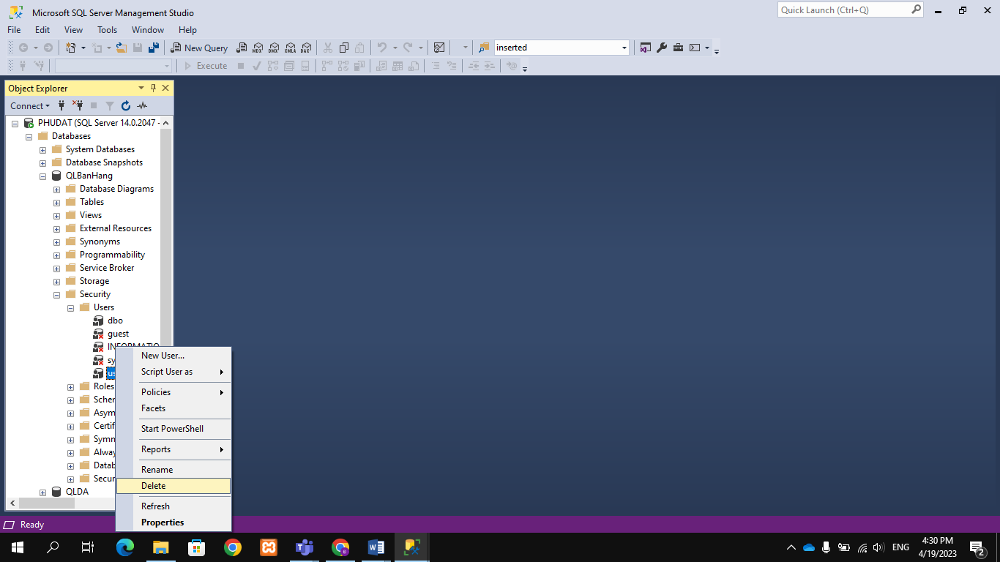 Microsoft SQL Server Management Studio
Quick Launch (Ctrl+Q)
File Edit View Tools Window Help
New Query
MDX DMX XMLA DAX
inserted
Execute
Object Explorer
Connect
PHUDAT (SQL Server 14.0.2047 -
Databases
System Databases
Database Snapshots
QLBanHang
Database Diagrams
Tables
Views
External Resources
Synonyms
Programmability
Service Broker
Storage
Security
Users
dbo
guest
INFORMATIO
sy
us
Roles
Scher
Asym
Certif
Symn
Alway
Datab
Secur
QLDA
New User...
Script User as
Policies
Facets
Start PowerShell
Reports
Rename
Delete
Refresh
Properties
Ready
ENG
4:30 PM
4/19/2023
2